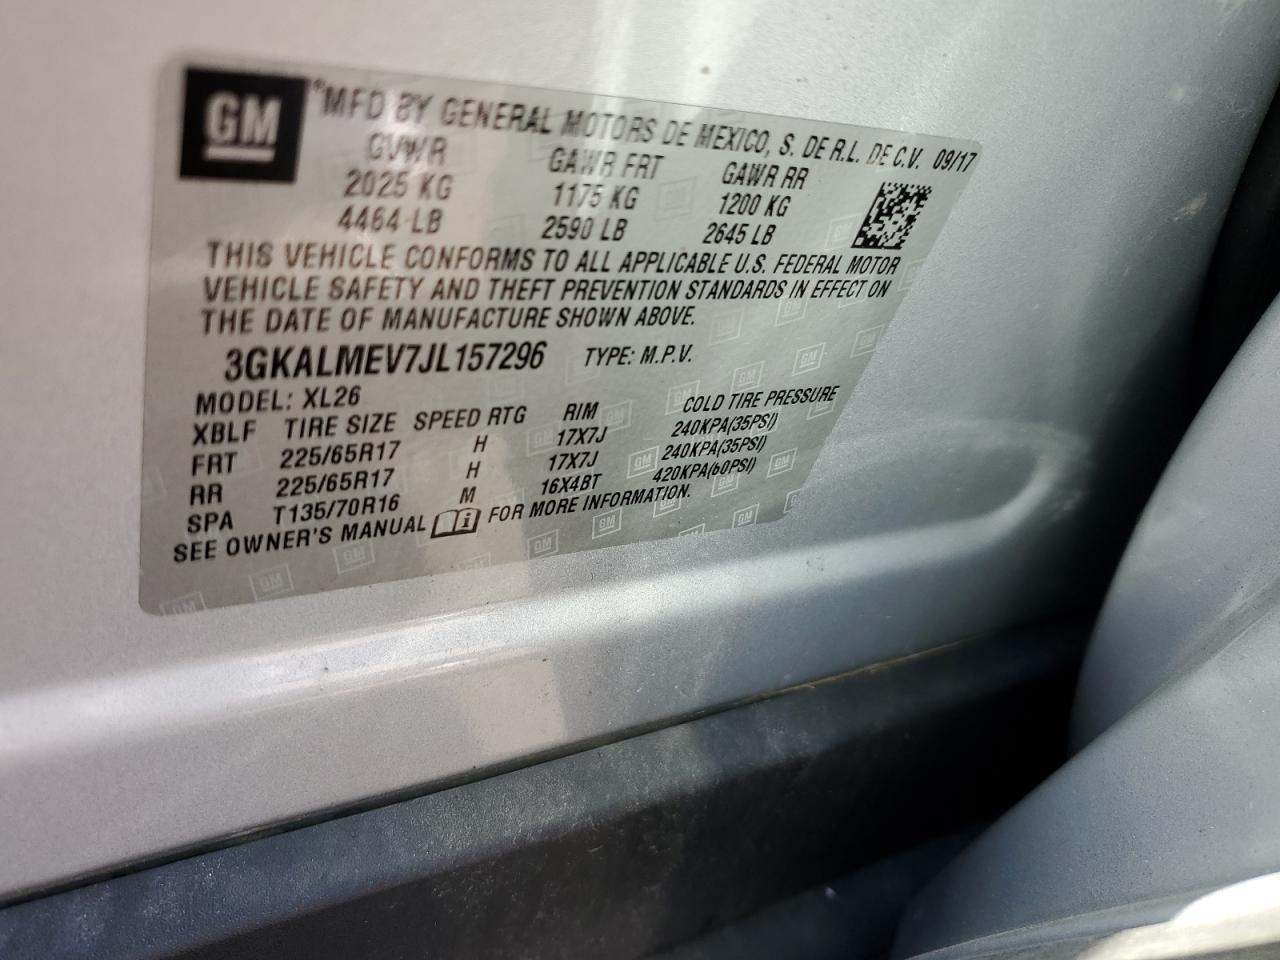 GM
®MFD BY GENERAL MOTORS DE MEXICO, S. DE R.L. DE C.V. 09/17
GVWR GAWR FRT GAWR RR
2025 KG 1175 KG 1200 KG
4464 LB 2590 LB 2645 LB
THIS VEHICLE CONFORMS TO ALL APPLICABLE U.S. FEDERAL MOTOR
VEHICLE SAFETY AND THEFT PREVENTION STANDARDS IN EFFECT ON
THE DATE OF MANUFACTURE SHOWN ABOVE.
3GKALMEV7JL157296 TYPE: M.P.V.
MODEL: XL26
XBLF TIRE SIZE SPEED RTG RIM COLD TIRE PRESSURE
FRT 225/65R17 H 17X7J 240KPA(35PSI)
RR 225/65R17 H 17X7J 240KPA(35PSI)
SPA T135/70R16 M 16X4BT 420KPA(60PSI)
SEE OWNER'S MANUAL FOR MORE INFORMATION.